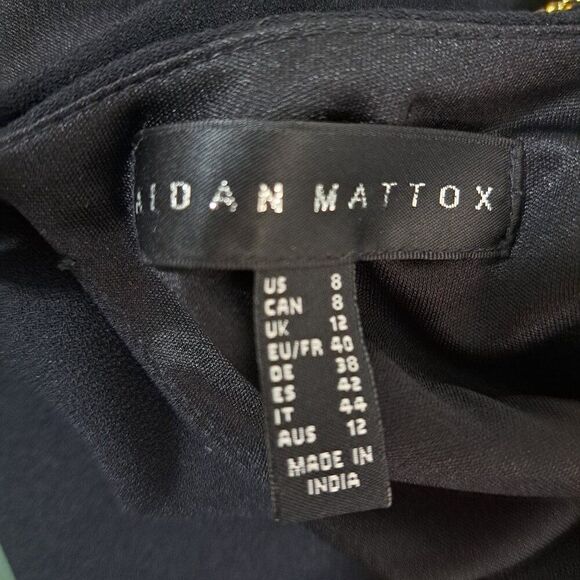 AIDAN MATTOX
US 8
CAN 8
UK 12
EU/FR 40
DE 38
ES 42
IT 44
AUS 12
MADE IN
INDIA